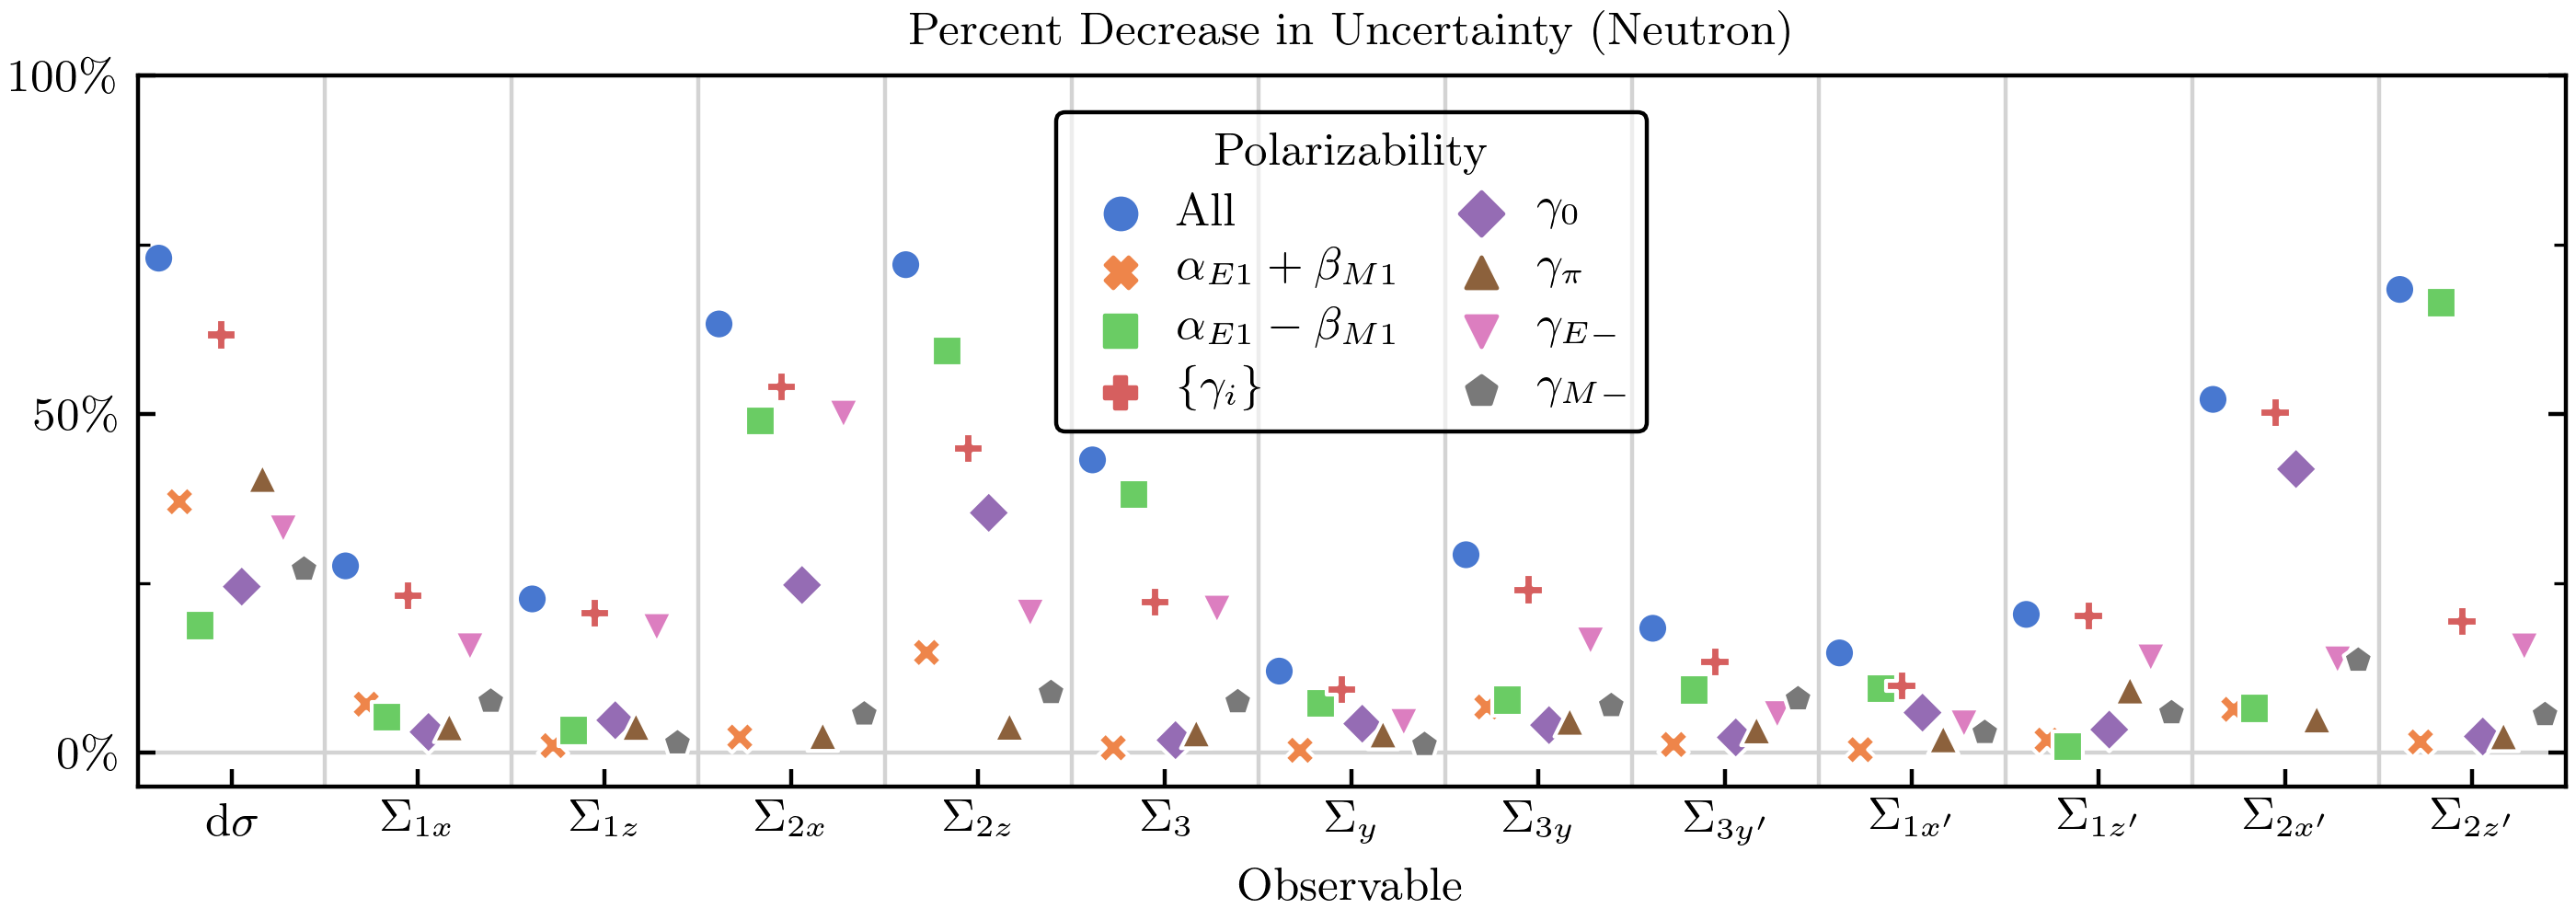 Percent Decrease in Uncertainty (Neutron)
100%
50%
0%
Polarizability
All
α_{E1} + β_{M1}
α_{E1} − β_{M1}
{γ_i}
γ_0
γ_π
γ_{E−}
γ_{M−}
dσ Σ_{1x} Σ_{1z} Σ_{2x} Σ_{2z} Σ_3 Σ_y Σ_{3y} Σ_{3y′} Σ_{1x′} Σ_{1z′} Σ_{2x′} Σ_{2z′}
Observable